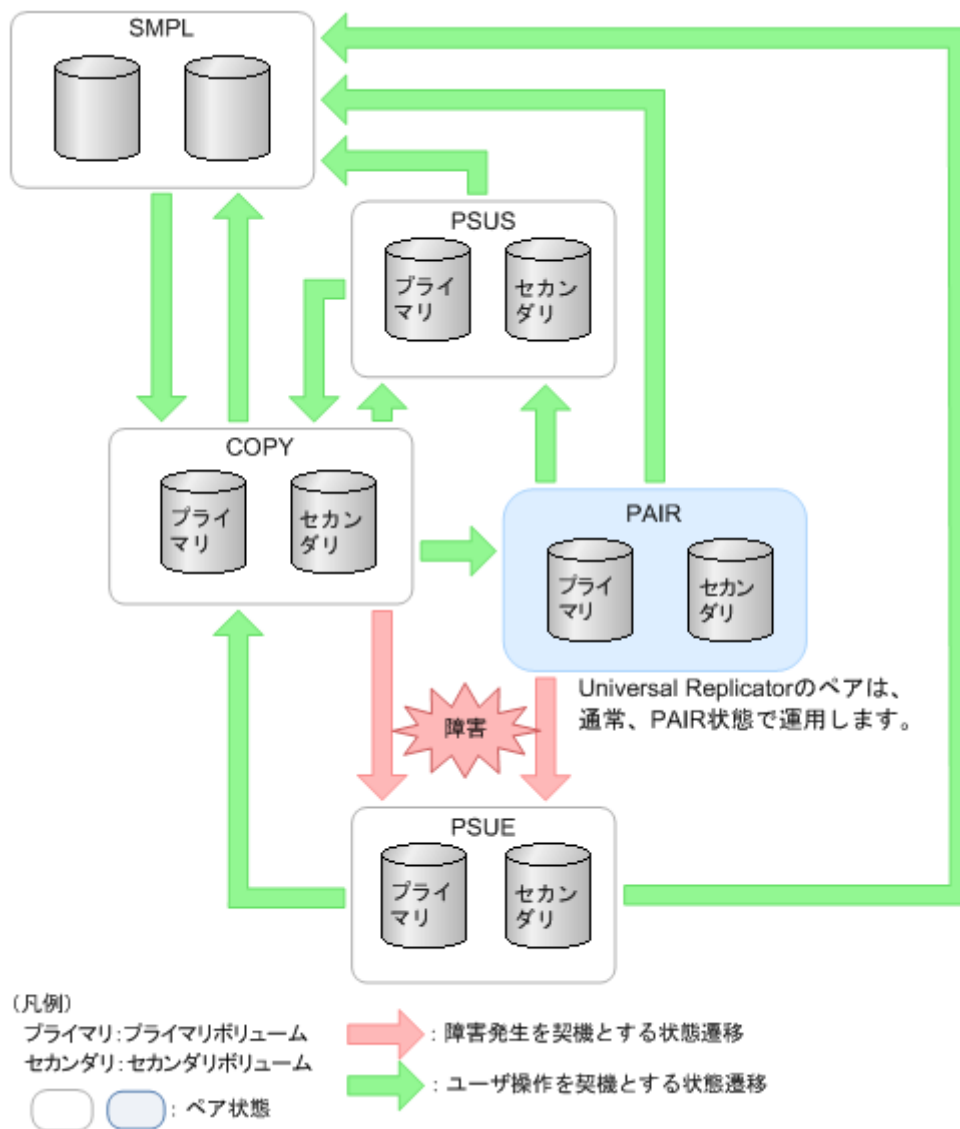 SMPL
PSUS
プライ
マリ
セカン
ダリ
COPY
プライ
マリ
セカン
ダリ
PAIR
プライ
マリ
セカン
ダリ
Universal Replicatorのペアは、
通常、PAIR状態で運用します。
障害
PSUE
プライ
マリ
セカン
ダリ
(凡例)
プライマリ:プライマリボリューム
セカンダリ:セカンダリボリューム
: ペア状態
: 障害発生を契機とする状態遷移
: ユーザ操作を契機とする状態遷移